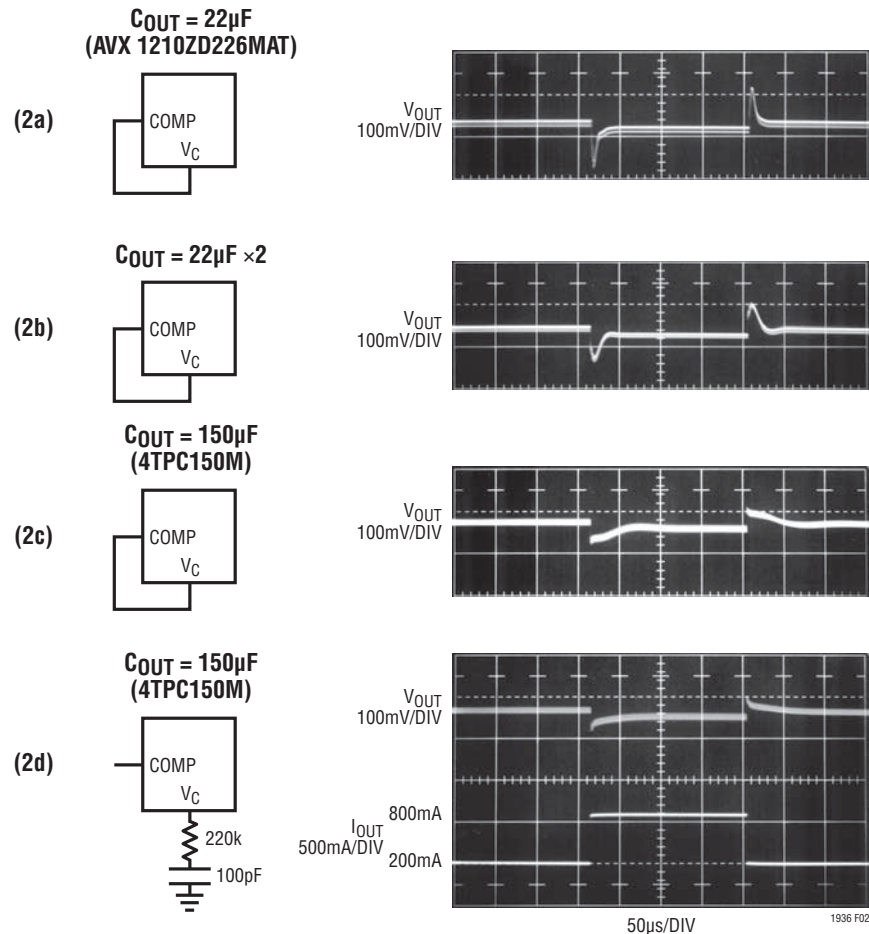 COUT = 22µF
(AVX 1210ZD226MAT)
(2a)
COMP
VC
VOUT
100mV/DIV
COUT = 22µF ×2
(2b)
COMP
VC
VOUT
100mV/DIV
COUT = 150µF
(4TPC150M)
(2c)
COMP
VC
VOUT
100mV/DIV
COUT = 150µF
(4TPC150M)
(2d)
COMP
VC
220k
100pF
VOUT
100mV/DIV
800mA
IOUT
500mA/DIV
200mA
50µs/DIV
1936 F02